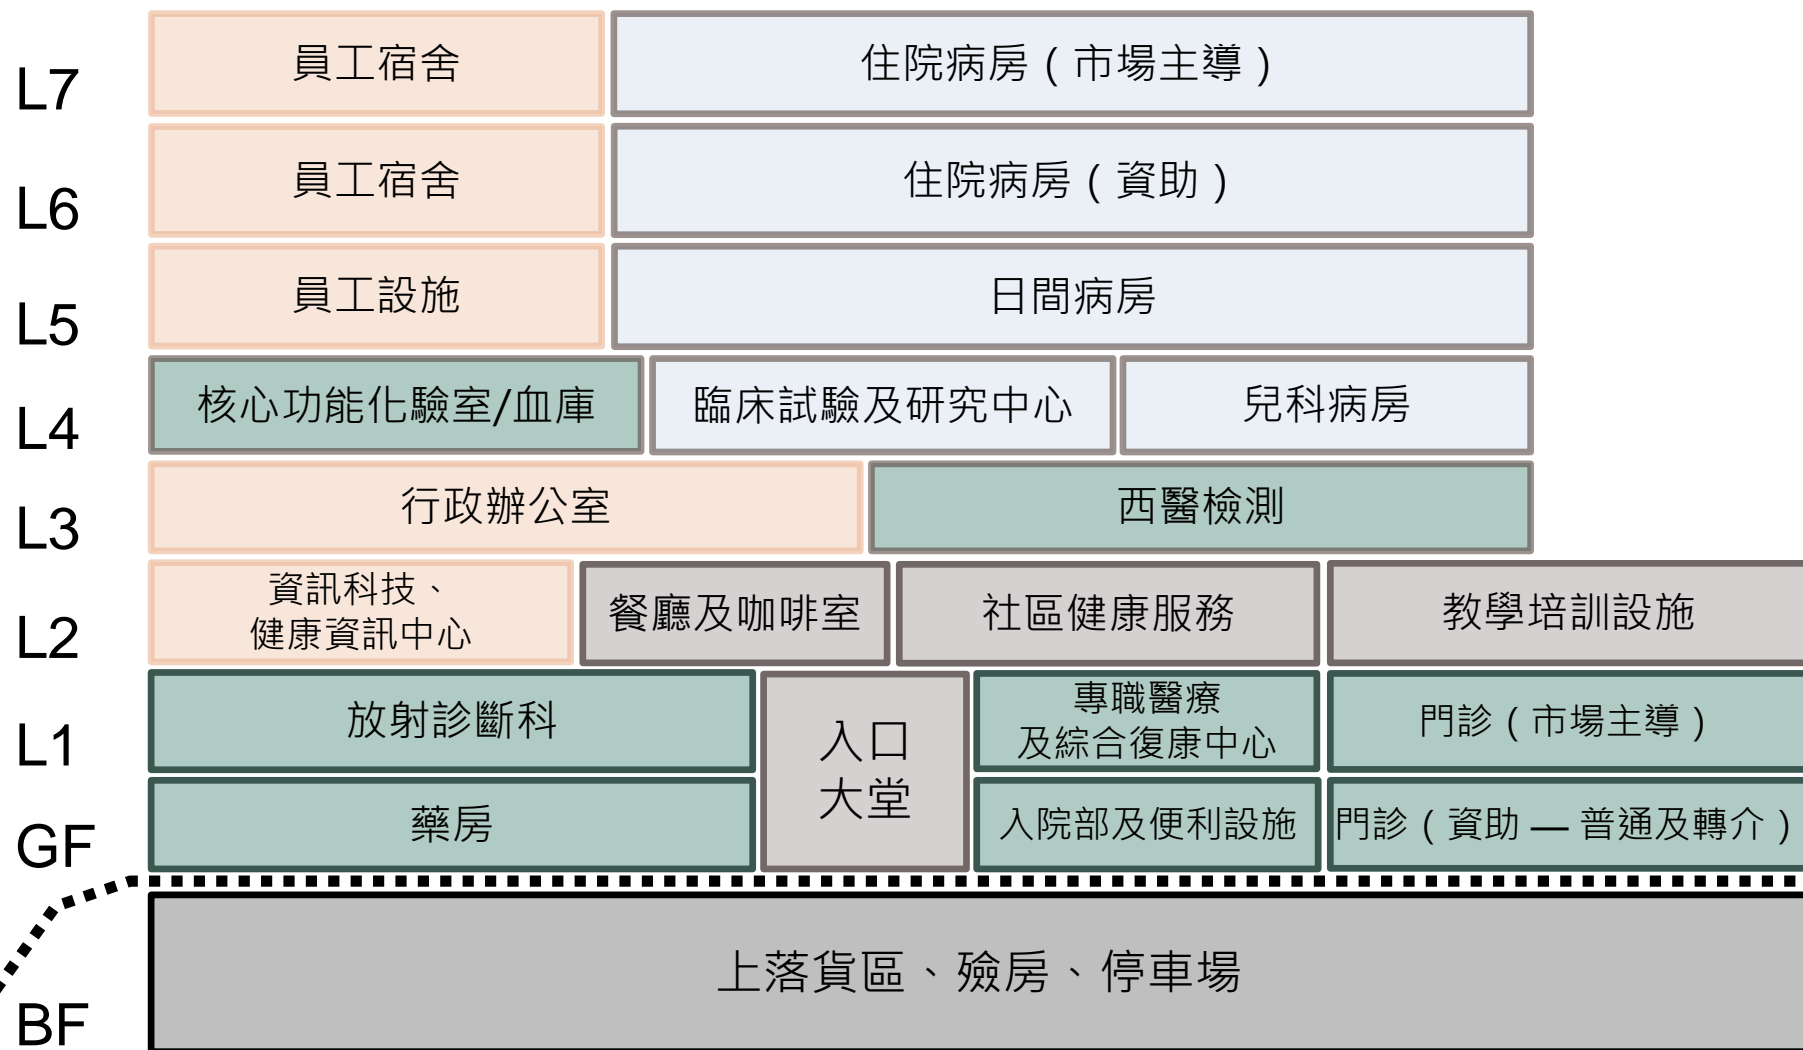 L7
員工宿舍
住院病房（市場主導）
L6
員工宿舍
住院病房（資助）
L5
員工設施
日間病房
L4
核心功能化驗室/血庫
臨床試驗及研究中心
兒科病房
L3
行政辦公室
西醫檢測
L2
資訊科技、
健康資訊中心
餐廳及咖啡室
社區健康服務
教學培訓設施
L1
放射診斷科
入口
大堂
專職醫療
及綜合復康中心
門診（市場主導）
GF
藥房
入院部及便利設施
門診（資助 — 普通及轉介）
BF
上落貨區、殮房、停車場